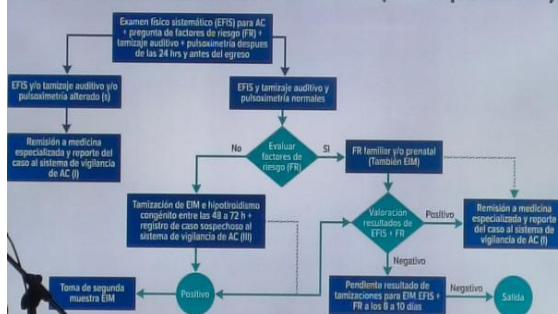 Examen físico sistemático (EFIS) para AC
+ pregunta de factores de riesgo (FR) +
tamizaje auditivo + pulsoximetría despues
de las 24 hrs y antes del egreso
EFIS y/o tamizaje auditivo y/o
pulsoximetría alterado (s)
EFIS y tamizaje auditivo y
pulsoximetría normales
Remisión a medicina
especializada y reporte del
caso al sistema de vigilancia
de AC (I)
No
Evaluar
factores de
riesgo (FR)
SI
FR familiar y/o prenatal
(También EIM)
Tamización de EIM e hipotiroidismo
congénito entre las 48 a 72 h +
registro de caso sospechoso al
sistema de vigilancia de AC (III)
Valoración
resultados de
EFIS + FR
Positivo
Remisión a medicina
especializada y reporte
del caso al sistema de
vigilancia de AC (I)
Negativo
Toma de segunda
muestra EIM
Positivo
Pendiente resultado de
tamizaciones para EIM EFIS +
FR a los 8 a 10 días
Negativo
Salida